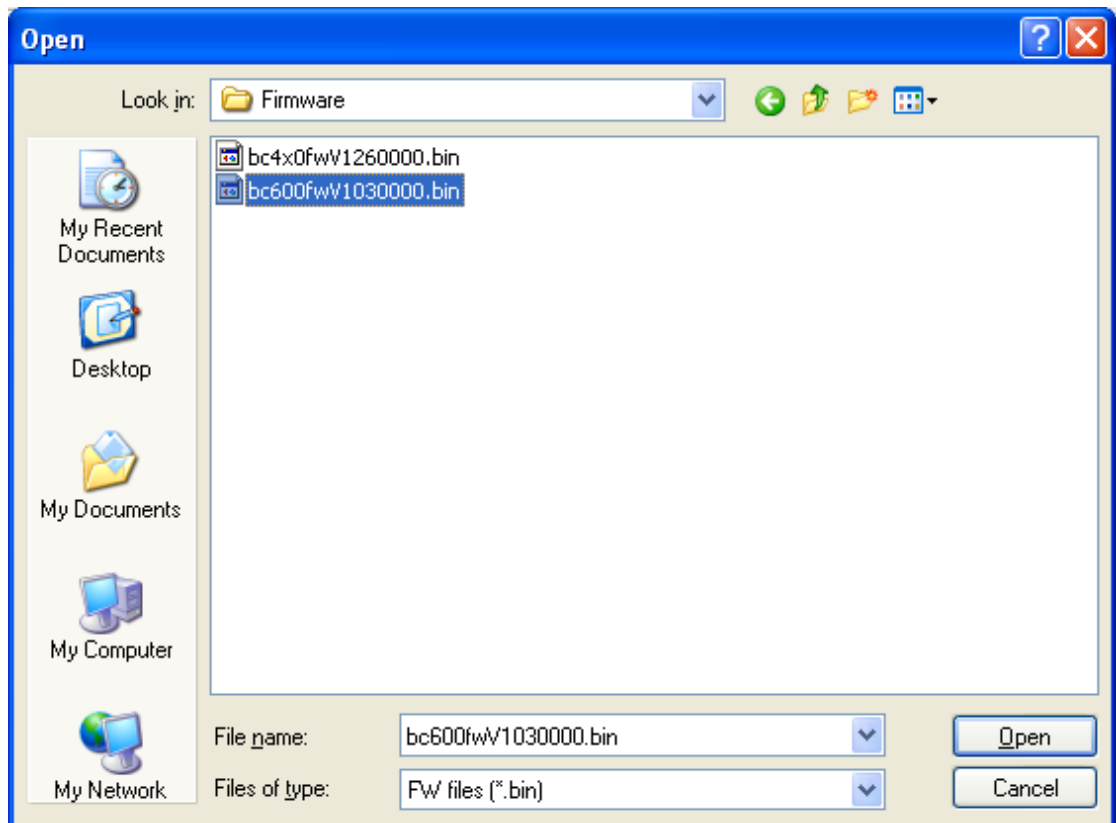 Open
Look in:
Firmware
bc4x0fwV1260000.bin
bc600fwV1030000.bin
My Recent
Documents
Desktop
My Documents
My Computer
My Network
File name:
bc600fwV1030000.bin
Open
Files of type:
FW files (*.bin)
Cancel